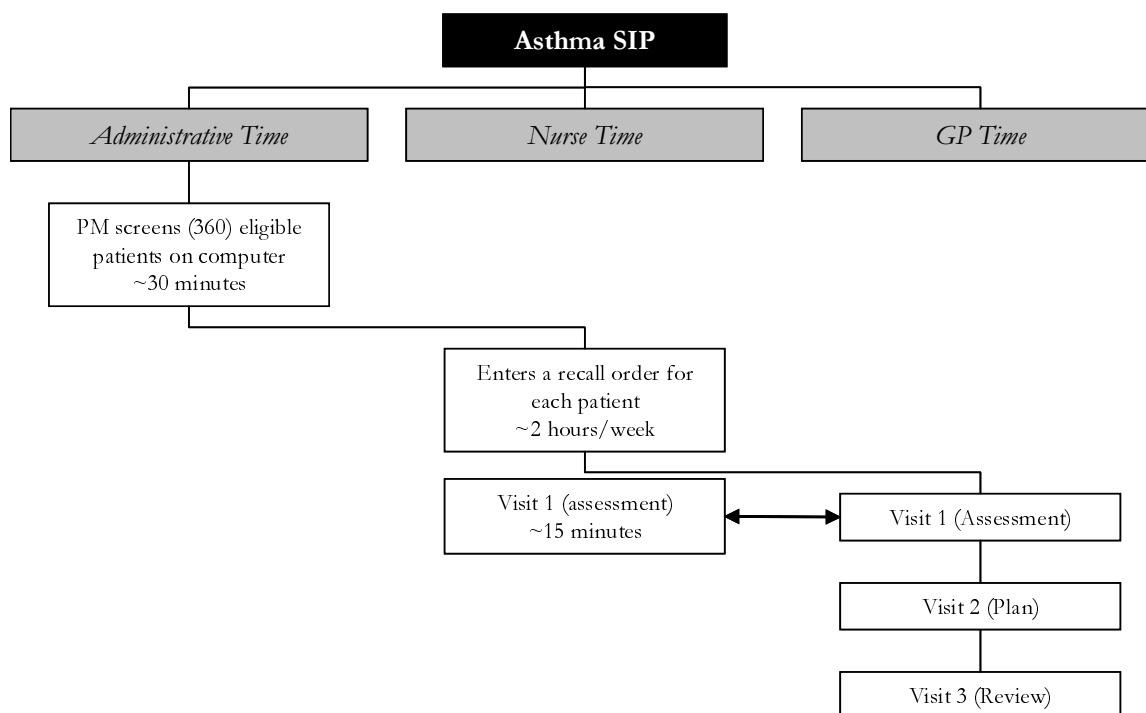 Asthma SIP
Administrative Time
Nurse Time
GP Time
PM screens (360) eligible
patients on computer
~30 minutes
Enters a recall order for
each patient
~2 hours/week
Visit 1 (assessment)
~15 minutes
Visit 1 (Assessment)
Visit 2 (Plan)
Visit 3 (Review)